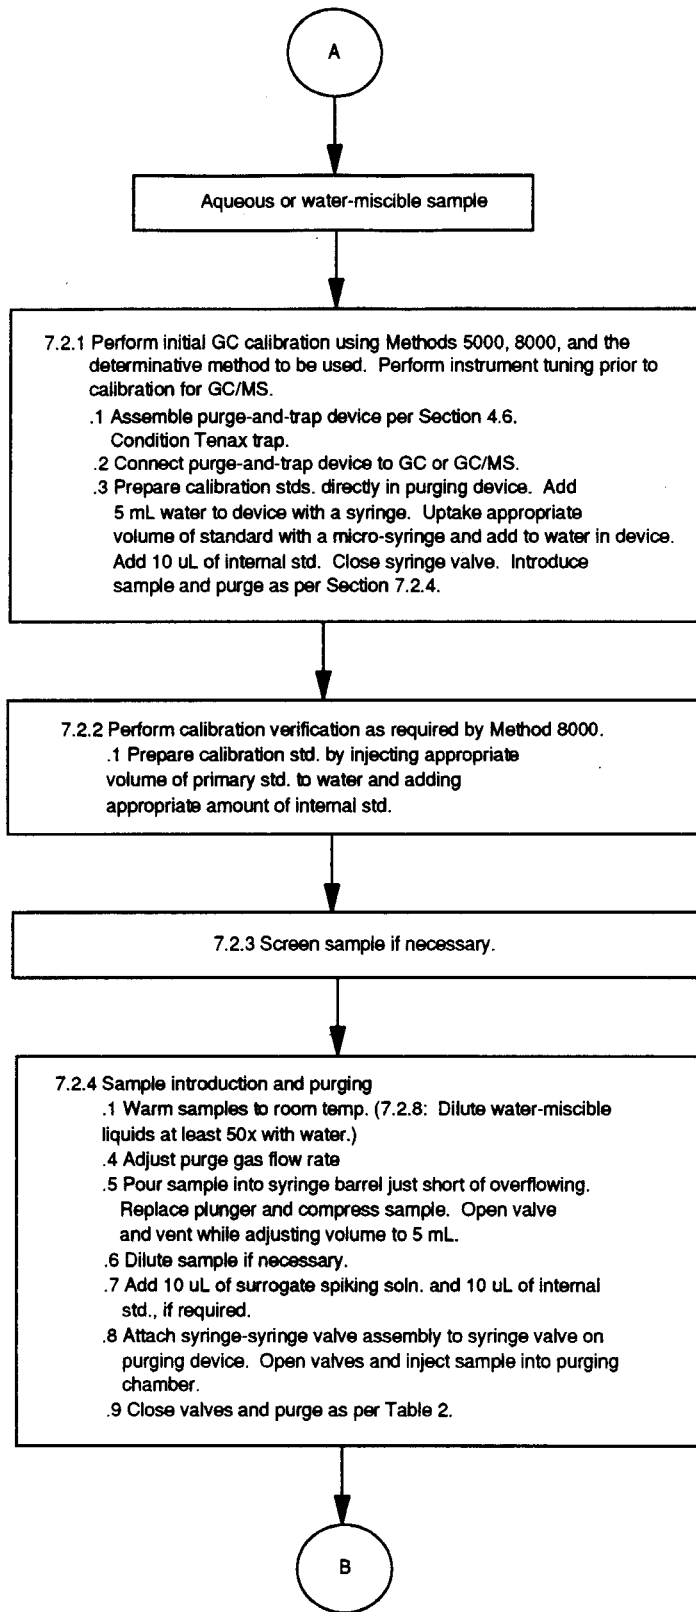 A
Aqueous or water-miscible sample
7.2.1 Perform initial GC calibration using Methods 5000, 8000, and the
determinative method to be used. Perform instrument tuning prior to
calibration for GC/MS.
.1 Assemble purge-and-trap device per Section 4.6.
Condition Tenax trap.
.2 Connect purge-and-trap device to GC or GC/MS.
.3 Prepare calibration stds. directly in purging device. Add
5 mL water to device with a syringe. Uptake appropriate
volume of standard with a micro-syringe and add to water in device.
Add 10 uL of internal std. Close syringe valve. Introduce
sample and purge as per Section 7.2.4.
7.2.2 Perform calibration verification as required by Method 8000.
.1 Prepare calibration std. by injecting appropriate
volume of primary std. to water and adding
appropriate amount of internal std.
7.2.3 Screen sample if necessary.
7.2.4 Sample introduction and purging
.1 Warm samples to room temp. (7.2.8: Dilute water-miscible
liquids at least 50x with water.)
.4 Adjust purge gas flow rate
.5 Pour sample into syringe barrel just short of overflowing.
Replace plunger and compress sample. Open valve
and vent while adjusting volume to 5 mL.
.6 Dilute sample if necessary.
.7 Add 10 uL of surrogate spiking soln. and 10 uL of internal
std., if required.
.8 Attach syringe-syringe valve assembly to syringe valve on
purging device. Open valves and inject sample into purging
chamber.
.9 Close valves and purge as per Table 2.
B